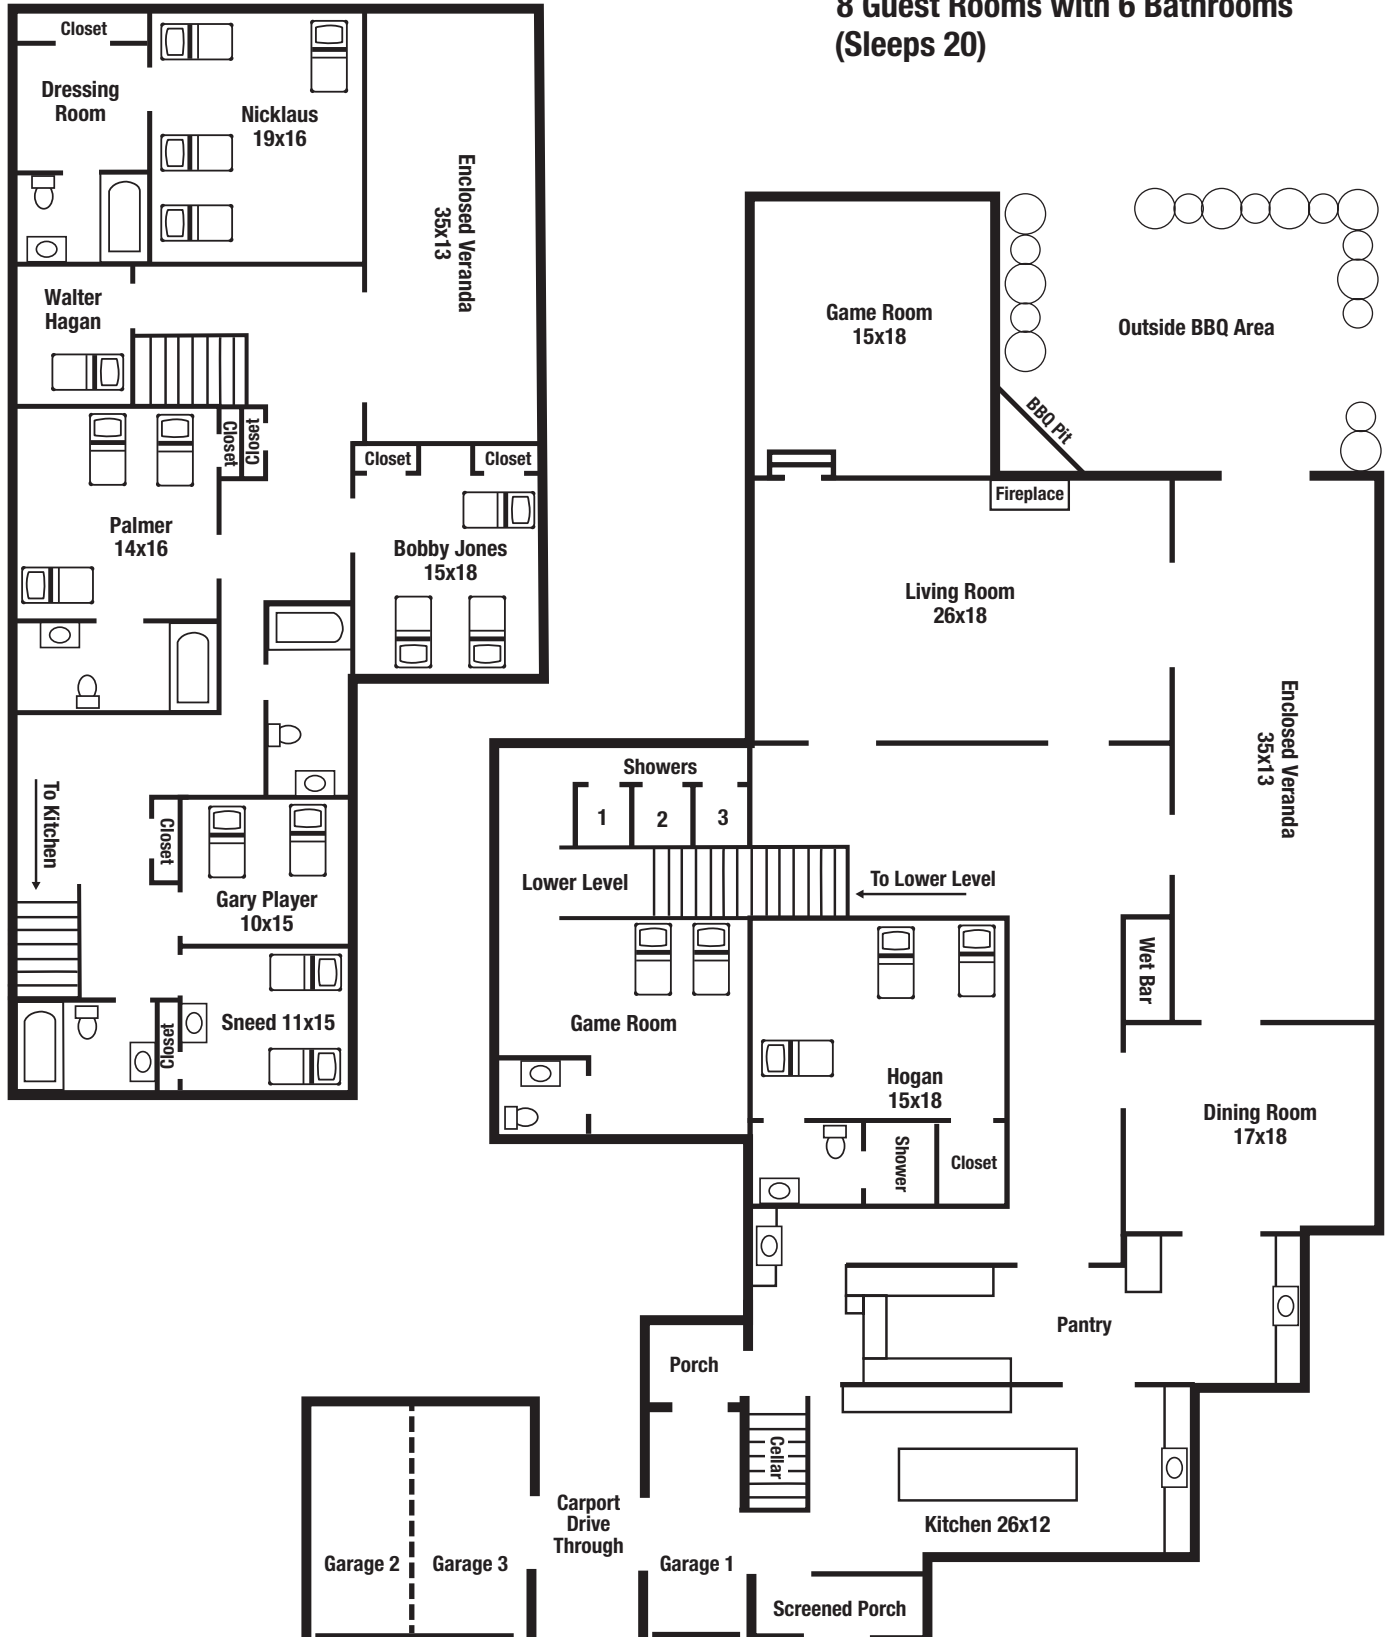 8 Guest Rooms with 6 Bathrooms
(Sleeps 20)
Closet
Dressing
Room
Nicklaus
19x16
Enclosed Veranda
35x13
Walter
Hagan
Closet
Closet
Palmer
14x16
Closet
Closet
Bobby Jones
15x18
To Kitchen
Closet
Gary Player
10x15
Closet
Sneed 11x15
Game Room
15x18
Outside BBQ Area
BBQ Pit
Fireplace
Living Room
26x18
Enclosed Veranda
35x13
Showers
1
2
3
Lower Level
To Lower Level
Wet Bar
Game Room
Hogan
15x18
Dining Room
17x18
Shower
Closet
Pantry
Porch
Cellar
Carport
Drive
Through
Kitchen 26x12
Garage 2
Garage 3
Garage 1
Screened Porch